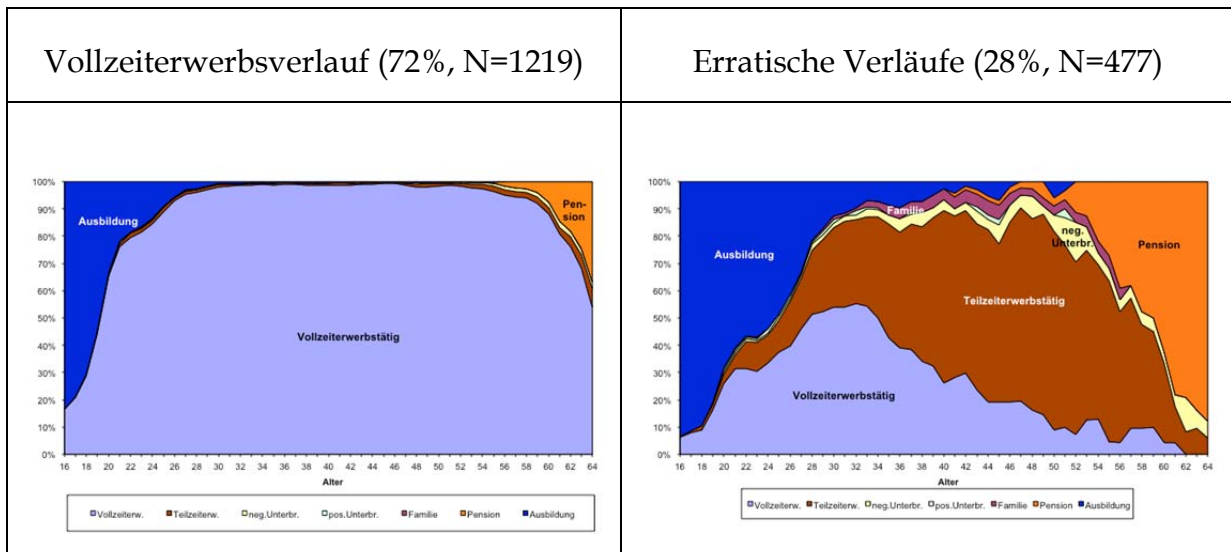 Vollzeiterwerbsverlauf (72%, N=1219)
Erratische Verläufe (28%, N=477)
100%
90%
80%
70%
60%
50%
40%
30%
20%
10%
0%
Ausbildung
Pen-
sion
Vollzeiterwerbstätig
16 18 20 22 24 26 28 30 32 34 36 38 40 42 44 46 48 50 52 54 56 58 60 62 64
Alter
Vollzeiterw. Teilzeiterw. neg.Unterbr. pos.Unterbr. Familie Pension Ausbildung
100%
90%
80%
70%
60%
50%
40%
30%
20%
10%
0%
Familie
neg.
Unterbr.
Ausbildung
Pension
Teilzeiterwerbstätig
Vollzeiterwerbstätig
16 18 20 22 24 26 28 30 32 34 36 38 40 42 44 46 48 50 52 54 56 58 60 62 64
Alter
Vollzeiterw. Teilzeiterw. neg.Unterbr. pos.Unterbr. Familie Pension Ausbildung